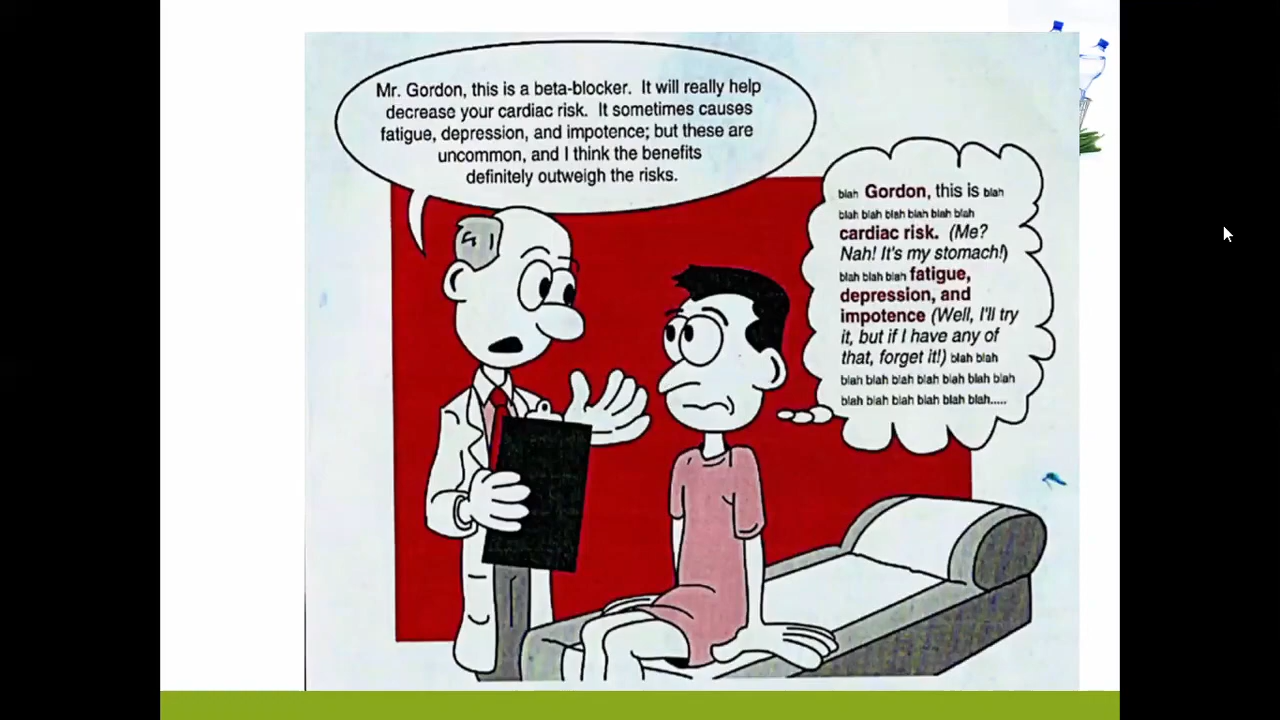 Mr. Gordon, this is a beta-blocker. It will really help
decrease your cardiac risk. It sometimes causes
fatigue, depression, and impotence; but these are
uncommon, and I think the benefits
definitely outweigh the risks.
blah Gordon, this is blah
blah blah blah blah blah blah
cardiac risk. (Me?
Nah! It's my stomach!)
blah blah blah fatigue,
depression, and
impotence (Well, I'll try
it, but if I have any of
that, forget it!) blah blah
blah blah blah blah blah blah blah
blah blah blah blah blah blah.....